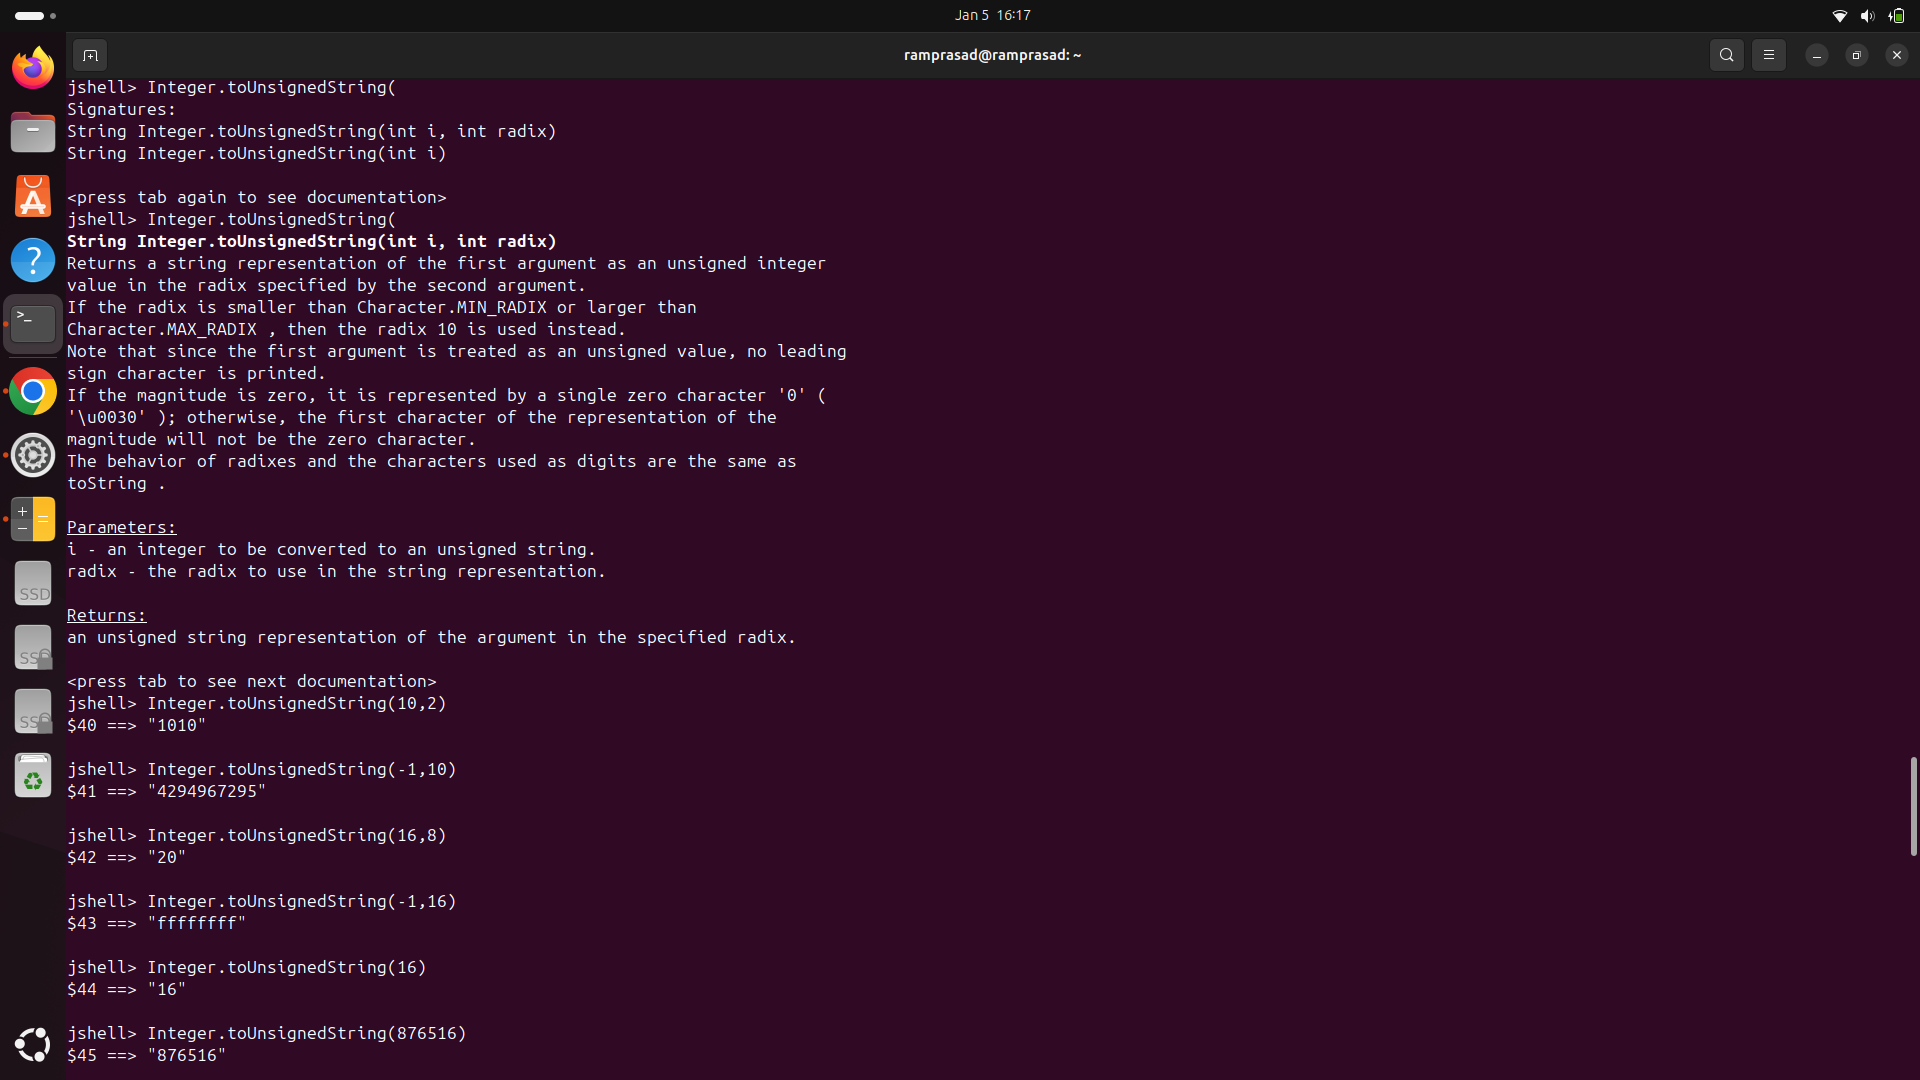 Jan 5 16:17
ramprasad@ramprasad: ~
jshell> Integer.toUnsignedString(
Signatures:
String Integer.toUnsignedString(int i, int radix)
String Integer.toUnsignedString(int i)
<press tab again to see documentation>
jshell> Integer.toUnsignedString(
String Integer.toUnsignedString(int i, int radix)
Returns a string representation of the first argument as an unsigned integer
value in the radix specified by the second argument.
If the radix is smaller than Character.MIN_RADIX or larger than
Character.MAX_RADIX , then the radix 10 is used instead.
Note that since the first argument is treated as an unsigned value, no leading
sign character is printed.
If the magnitude is zero, it is represented by a single zero character '0' (
'\u0030' ); otherwise, the first character of the representation of the
magnitude will not be the zero character.
The behavior of radixes and the characters used as digits are the same as
toString .
Parameters:
i - an integer to be converted to an unsigned string.
radix - the radix to use in the string representation.
Returns:
an unsigned string representation of the argument in the specified radix.
<press tab to see next documentation>
jshell> Integer.toUnsignedString(10,2)
$40 ==> "1010"
jshell> Integer.toUnsignedString(-1,10)
$41 ==> "4294967295"
jshell> Integer.toUnsignedString(16,8)
$42 ==> "20"
jshell> Integer.toUnsignedString(-1,16)
$43 ==> "ffffffff"
jshell> Integer.toUnsignedString(16)
$44 ==> "16"
jshell> Integer.toUnsignedString(876516)
$45 ==> "876516"
SSD
SSD
SSD